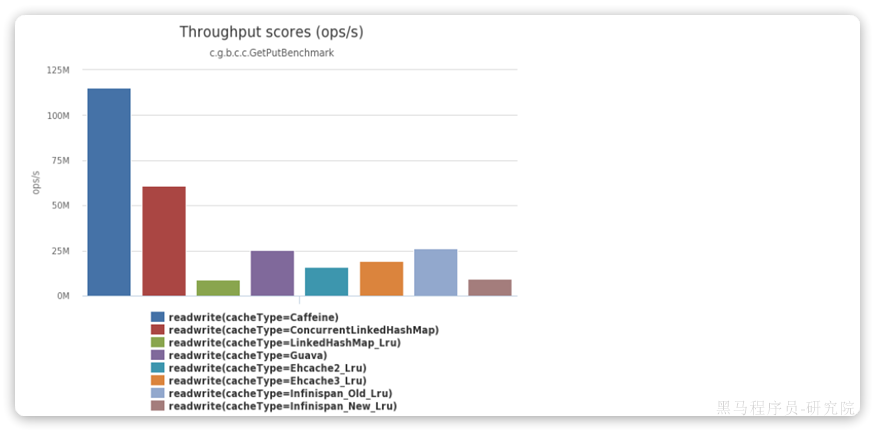 Throughput scores (ops/s)
c.g.b.c.c.GetPutBenchmark
125M
100M
75M
50M
25M
0M
ops/s
readwrite(cacheType=Caffeine)
readwrite(cacheType=ConcurrentLinkedHashMap)
readwrite(cacheType=LinkedHashMap_Lru)
readwrite(cacheType=Guava)
readwrite(cacheType=Ehcache2_Lru)
readwrite(cacheType=Ehcache3_Lru)
readwrite(cacheType=Infinispan_Old_Lru)
readwrite(cacheType=Infinispan_New_Lru)
黑马程序员-研究院